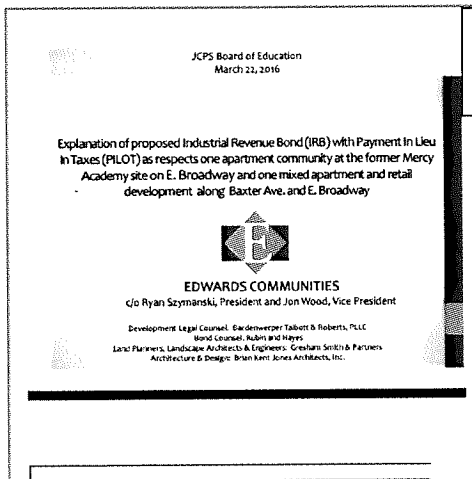 JCPS Board of Education
March 22, 2016
Explanation of proposed Industrial Revenue Bond (IRB) with Payment In Lieu
In Taxes (PILOT) as respects one apartment community at the former Mercy
Academy site on E. Broadway and one mixed apartment and retail
development along Baxter Ave. and E. Broadway
E
EDWARDS COMMUNITIES
c/o Ryan Szymanski, President and Jon Wood, Vice President
Development Legal Counsel: Bardenwerper Talbott & Roberts, PLLC
Bond Counsel: Rubin and Hayes
Land Planners, Landscape Architects & Engineers: Gresham Smith & Partners
Architecture & Design: Brian Kent Jones Architects, Inc.